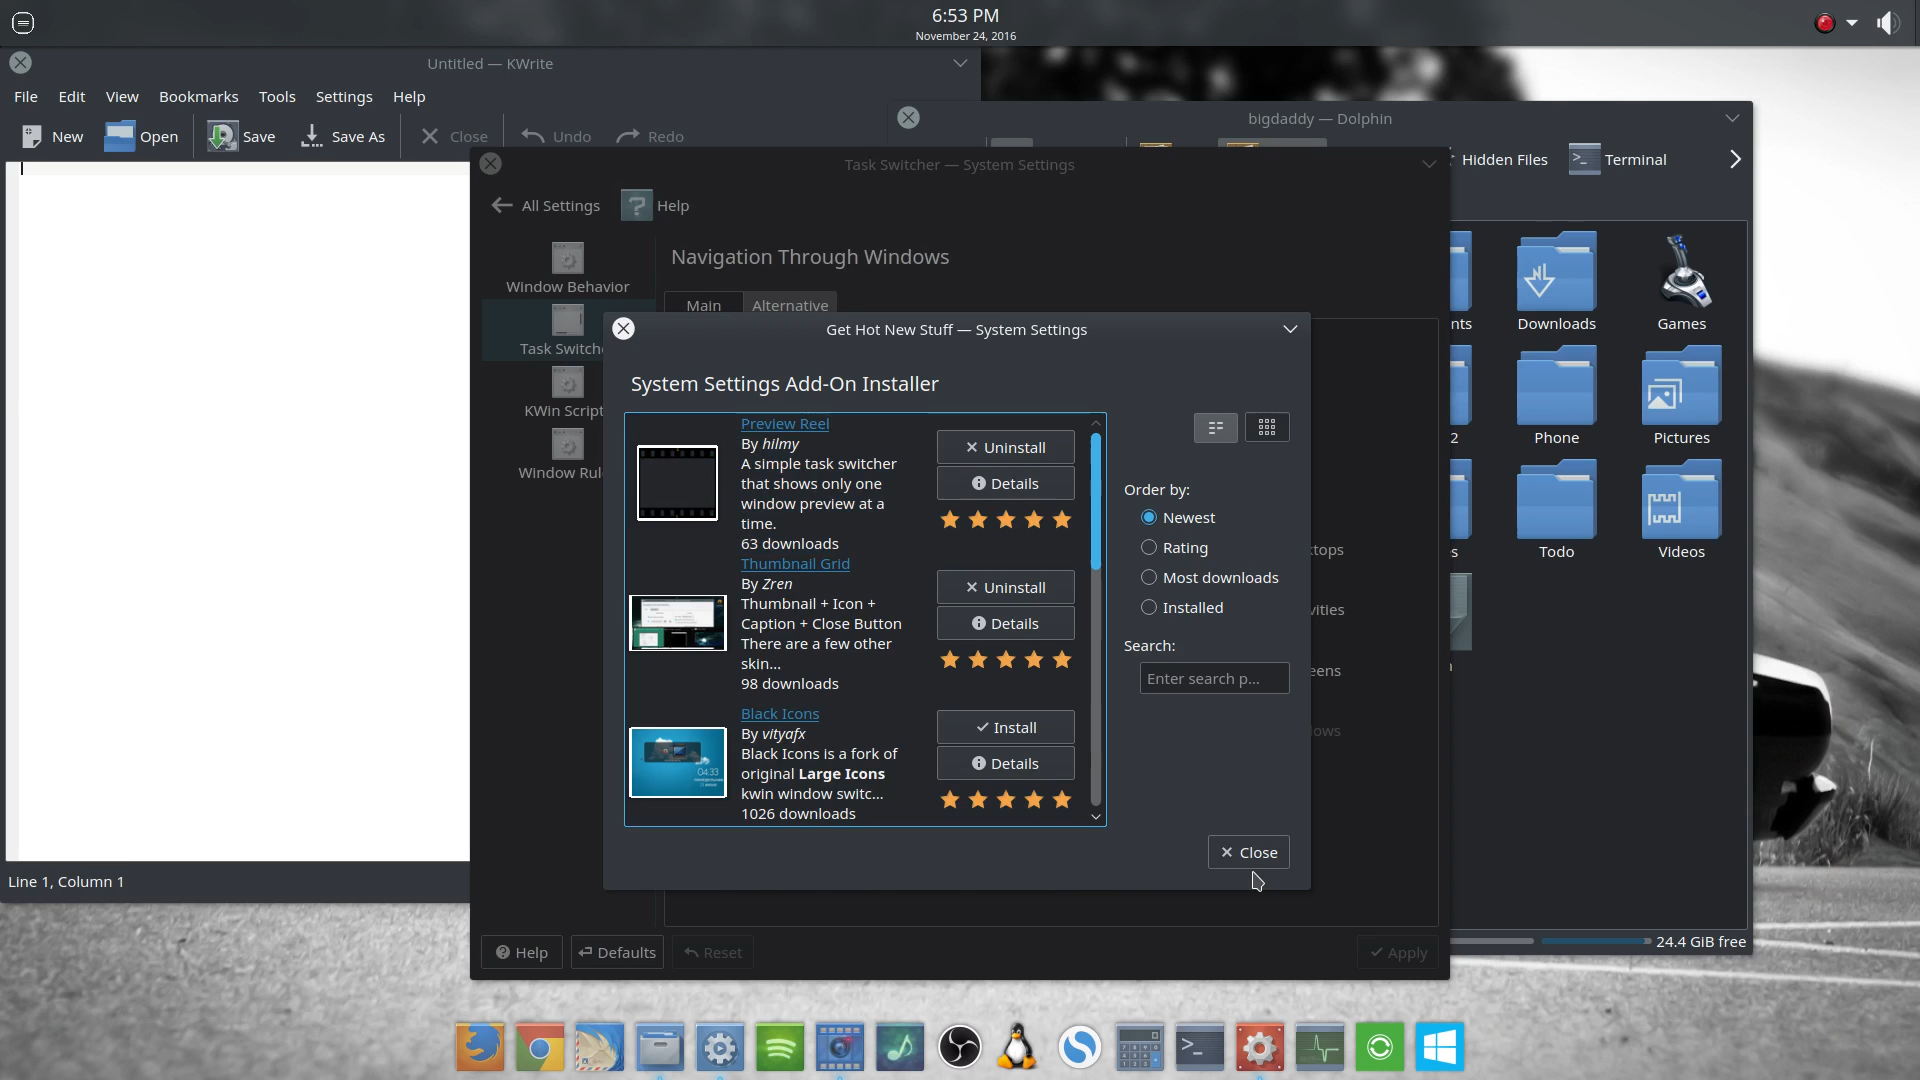 6:53 PM
November 24, 2016
Untitled — KWrite
File Edit View Bookmarks Tools Settings Help
New Open Save Save As Close Undo Redo
bigdaddy — Dolphin
Hidden Files Terminal
Task Switcher — System Settings
All Settings Help
Window Behavior
Task Switche
KWin Script
Window Rul
Navigation Through Windows
Main Alternative
Get Hot New Stuff — System Settings
System Settings Add-On Installer
Preview Reel
By hilmy
A simple task switcher
that shows only one
window preview at a
time.
63 downloads
Uninstall
Details
Thumbnail Grid
By Zren
Thumbnail + Icon +
Caption + Close Button
There are a few other
skin...
98 downloads
Uninstall
Details
Black Icons
By vityafx
Black Icons is a fork of
original Large Icons
kwin window switc...
1026 downloads
Install
Details
04:33
Order by:
Newest
Rating
Most downloads
Installed
Search:
Enter search p...
Close
ktops
vities
eens
lows
nts Downloads Games
2 Phone Pictures
s Todo Videos
24.4 GiB free
Line 1, Column 1
Help Defaults Reset Apply